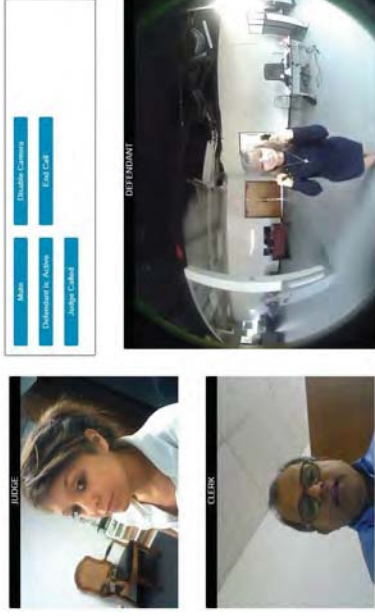 Mute
Disable Camera
Defendant is Active
End Call
Judge Called
JUDGE
DEFENDANT
CLERK